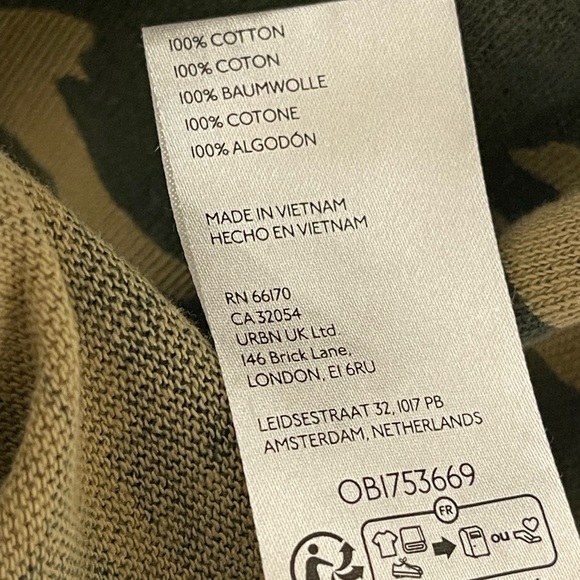 100% COTTON
100% COTON
100% BAUMWOLLE
100% COTONE
100% ALGODÓN
MADE IN VIETNAM
HECHO EN VIETNAM
RN 66170
CA 32054
URBN UK Ltd.
146 Brick Lane,
LONDON, E1 6RU
LEIDSESTRAAT 32, 1017 PB
AMSTERDAM, NETHERLANDS
OB1753669
FR
ou